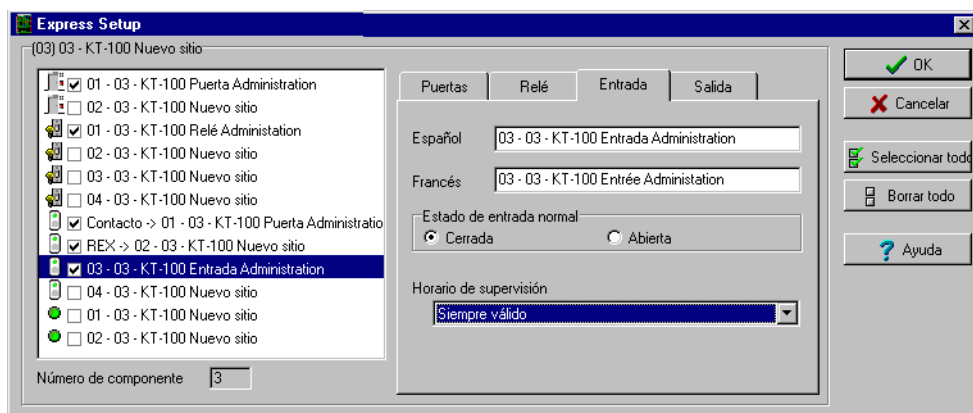 Express Setup
(03) 03 - KT-100 Nuevo sitio
01 - 03 - KT-100 Puerta Administration
02 - 03 - KT-100 Nuevo sitio
01 - 03 - KT-100 Relé Administation
02 - 03 - KT-100 Nuevo sitio
03 - 03 - KT-100 Nuevo sitio
04 - 03 - KT-100 Nuevo sitio
Contacto -> 01 - 03 - KT-100 Puerta Administratio
REX -> 02 - 03 - KT-100 Nuevo sitio
03 - 03 - KT-100 Entrada Administration
04 - 03 - KT-100 Nuevo sitio
01 - 03 - KT-100 Nuevo sitio
02 - 03 - KT-100 Nuevo sitio
Número de componente 3
Puertas Relé Entrada Salida
Español 03 - 03 - KT-100 Entrada Administration
Francés 03 - 03 - KT-100 Entrée Administation
Estado de entrada normal
Cerrada Abierta
Horario de supervisión
Siempre válido
OK
Cancelar
Seleccionar todo
Borrar todo
Ayuda